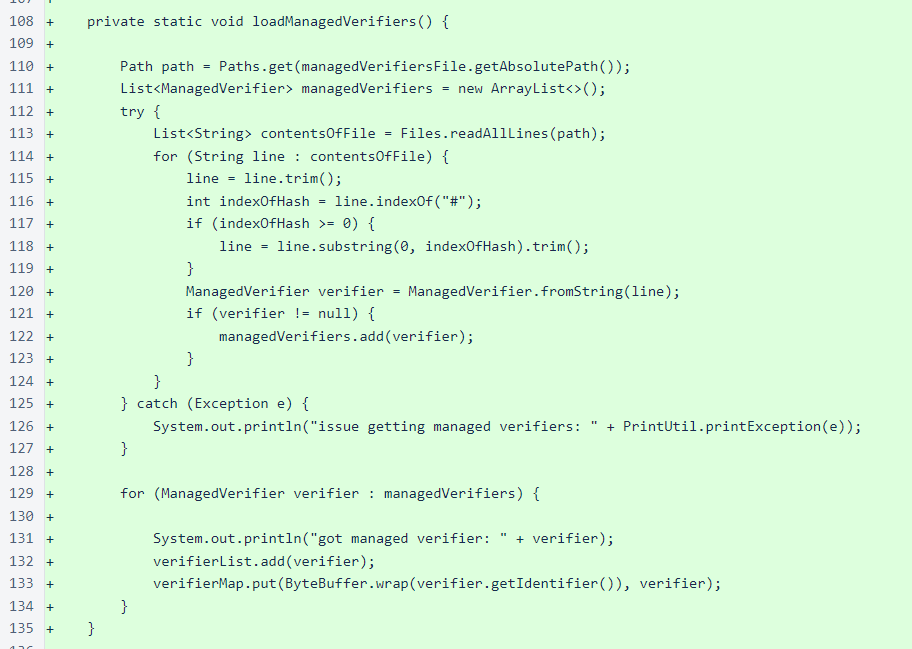 108 +     private static void loadManagedVerifiers() {
109 +
110 +         Path path = Paths.get(managedVerifiersFile.getAbsolutePath());
111 +         List<ManagedVerifier> managedVerifiers = new ArrayList<>();
112 +         try {
113 +             List<String> contentsOfFile = Files.readAllLines(path);
114 +             for (String line : contentsOfFile) {
115 +                 line = line.trim();
116 +                 int indexOfHash = line.indexOf("#");
117 +                 if (indexOfHash >= 0) {
118 +                     line = line.substring(0, indexOfHash).trim();
119 +                 }
120 +                 ManagedVerifier verifier = ManagedVerifier.fromString(line);
121 +                 if (verifier != null) {
122 +                     managedVerifiers.add(verifier);
123 +                 }
124 +             }
125 +         } catch (Exception e) {
126 +             System.out.println("issue getting managed verifiers: " + PrintUtil.printException(e));
127 +         }
128 +
129 +         for (ManagedVerifier verifier : managedVerifiers) {
130 +
131 +             System.out.println("got managed verifier: " + verifier);
132 +             verifierList.add(verifier);
133 +             verifierMap.put(ByteBuffer.wrap(verifier.getIdentifier()), verifier);
134 +         }
135 +     }